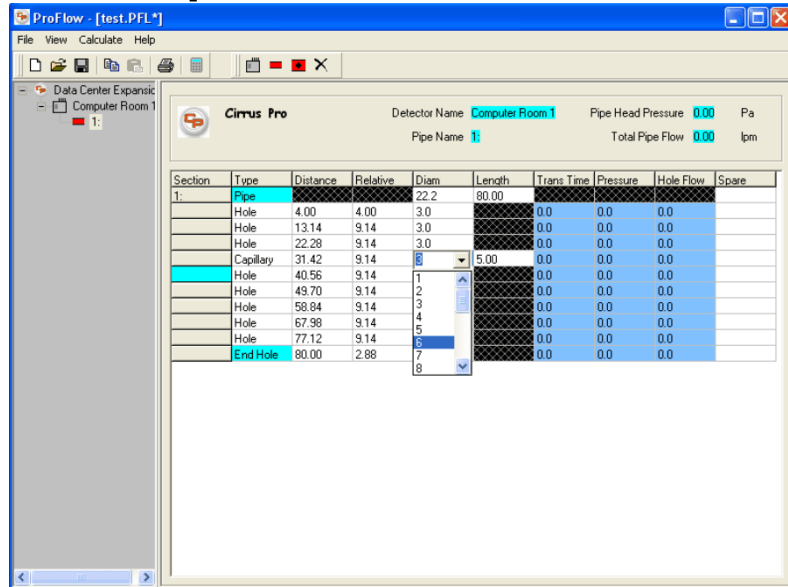 ProFlow - [test.PFL*]
File View Calculate Help
Data Center Expansic
Computer Room 1
1:
CP
Cirrus Pro
Detector Name Computer Room 1 Pipe Head Pressure 0.00 Pa
Pipe Name 1: Total Pipe Flow 0.00 lpm
Section Type Distance Relative Diam Length Trans Time Pressure Hole Flow Spare
1: Pipe 22.2 80.00
Hole 4.00 4.00 3.0 0.0 0.0 0.0
Hole 13.14 9.14 3.0 0.0 0.0 0.0
Hole 22.28 9.14 3.0 0.0 0.0 0.0
Capillary 31.42 9.14 3 5.00 0.0 0.0 0.0
Hole 40.56 9.14 1 0.0 0.0 0.0
Hole 49.70 9.14 2 0.0 0.0 0.0
Hole 58.84 9.14 3 0.0 0.0 0.0
Hole 67.98 9.14 4 0.0 0.0 0.0
5
Hole 77.12 9.14 6 0.0 0.0 0.0
End Hole 80.00 2.88 7 0.0 0.0 0.0
8